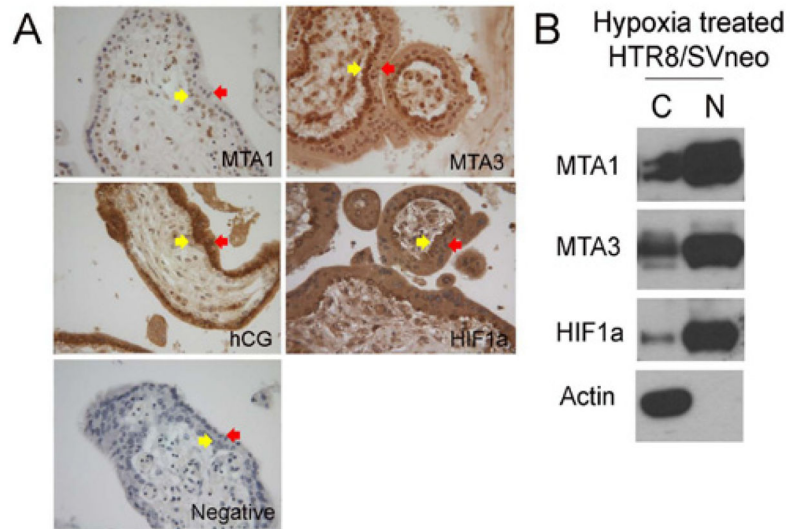 A
MTA1
MTA3
hCG
HIF1a
Negative
B
Hypoxia treated
HTR8/SVneo
C N
MTA1
MTA3
HIF1a
Actin